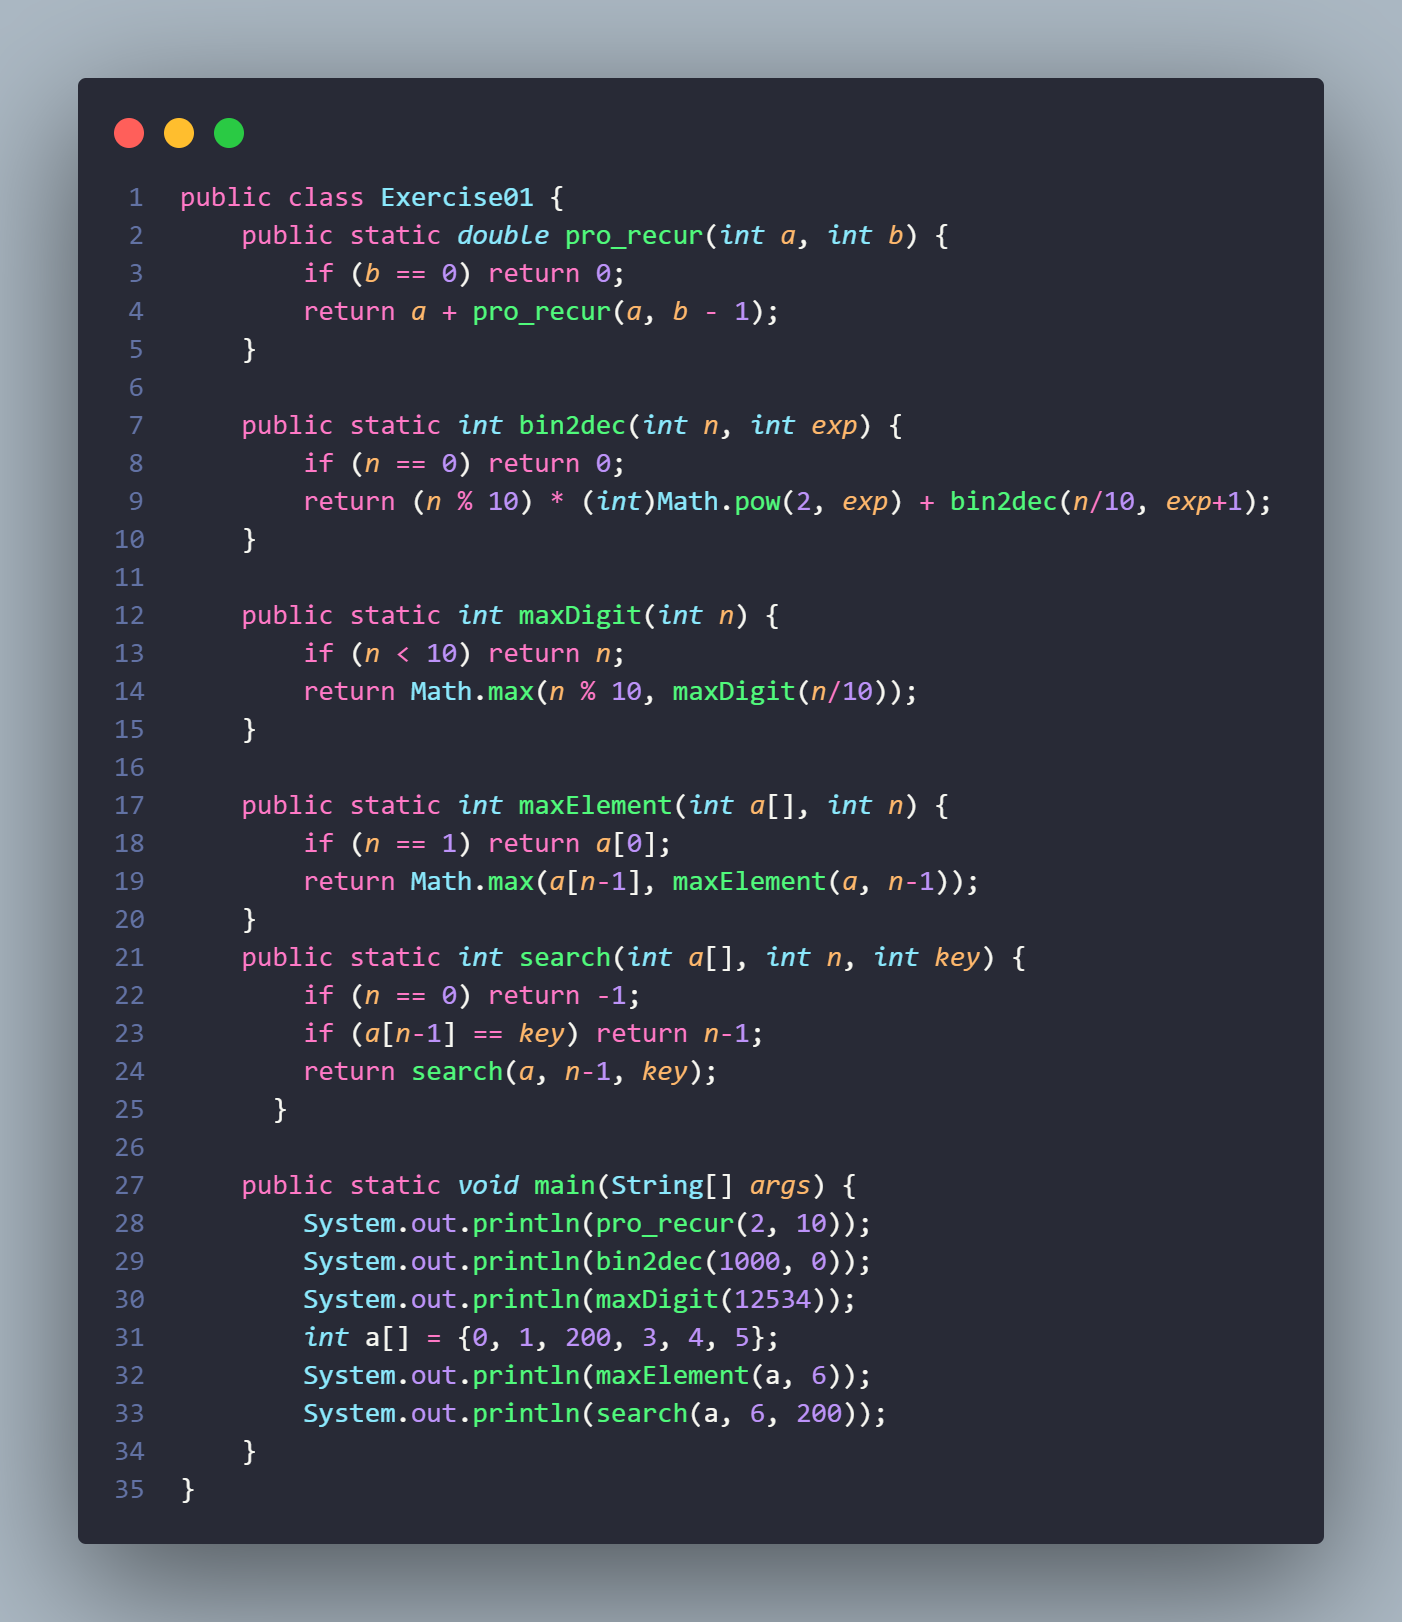 1 public class Exercise01 {
2     public static double pro_recur(int a, int b) {
3         if (b == 0) return 0;
4         return a + pro_recur(a, b - 1);
5     }
6
7     public static int bin2dec(int n, int exp) {
8         if (n == 0) return 0;
9         return (n % 10) * (int)Math.pow(2, exp) + bin2dec(n/10, exp+1);
10     }
11
12     public static int maxDigit(int n) {
13         if (n < 10) return n;
14         return Math.max(n % 10, maxDigit(n/10));
15     }
16
17     public static int maxElement(int a[], int n) {
18         if (n == 1) return a[0];
19         return Math.max(a[n-1], maxElement(a, n-1));
20     }
21     public static int search(int a[], int n, int key) {
22         if (n == 0) return -1;
23         if (a[n-1] == key) return n-1;
24         return search(a, n-1, key);
25       }
26
27     public static void main(String[] args) {
28         System.out.println(pro_recur(2, 10));
29         System.out.println(bin2dec(1000, 0));
30         System.out.println(maxDigit(12534));
31         int a[] = {0, 1, 200, 3, 4, 5};
32         System.out.println(maxElement(a, 6));
33         System.out.println(search(a, 6, 200));
34     }
35 }